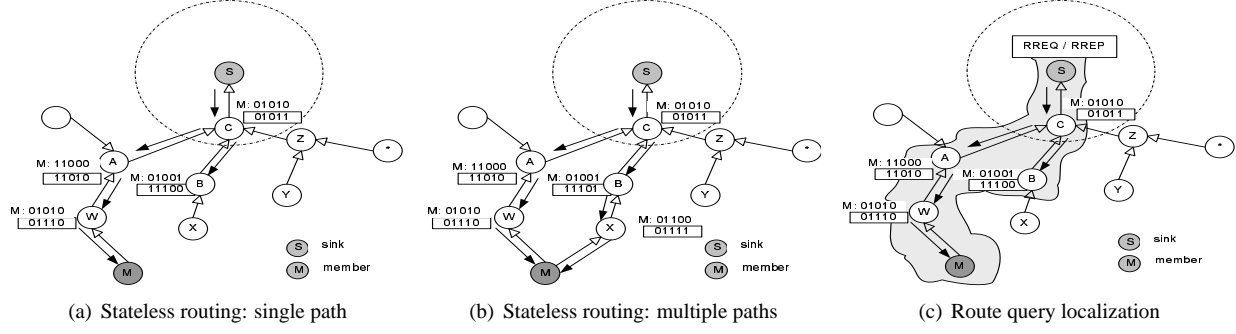 S
M: 01010
01011
C
Z
*
A
M: 11000
11010
M: 01001
11100
B
Y
M: 01010
01110
W
X
M
S sink
M member
(a) Stateless routing: single path
S
M: 01010
01011
C
Z
*
A
M: 11000
11010
M: 01001
11101
B
Y
M: 01010
01110
W
X
M: 01100
01111
M
S sink
M member
(b) Stateless routing: multiple paths
RREQ / RREP
S
M: 01010
01011
C
Z
*
A
M: 11000
11010
M: 01001
11100
B
Y
M: 01010
01110
W
X
M
S sink
M member
(c) Route query localization